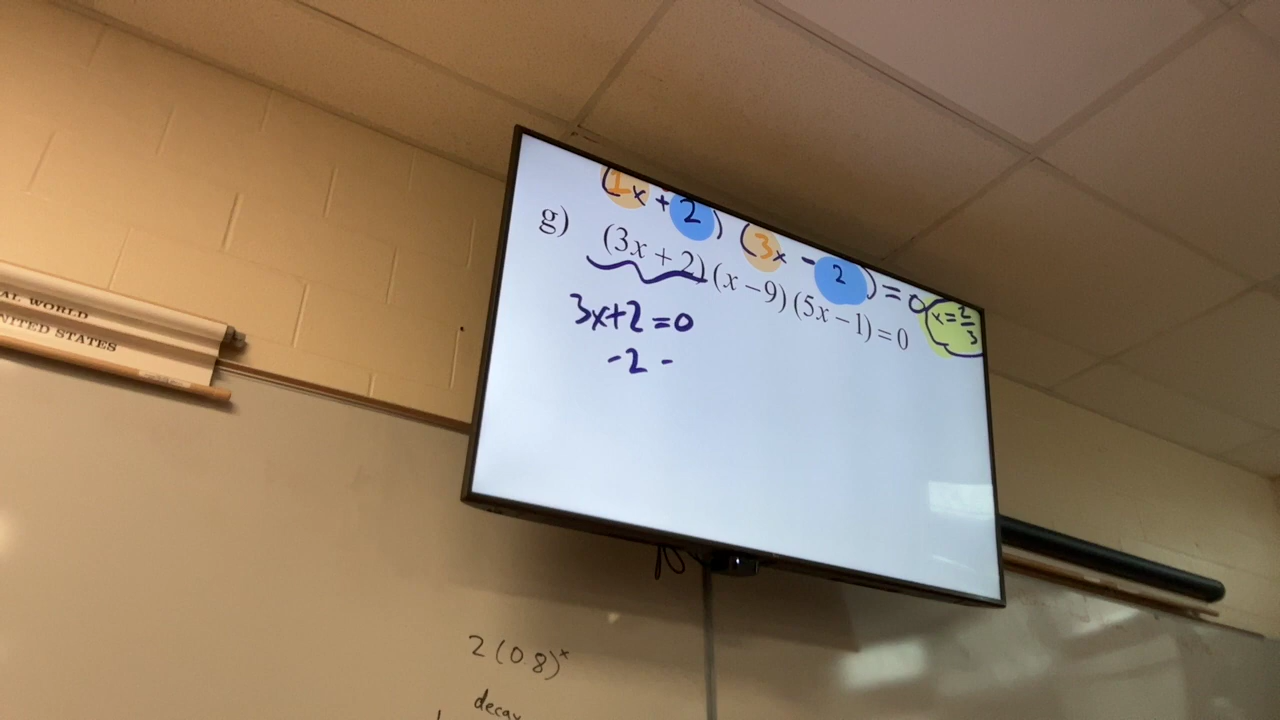 (1x + 2) (3x - 2) = 0
x = 2/3
g) (3x + 2)(x - 9)(5x - 1) = 0
3x+2=0
-2 -
AL WORLD
NITED STATES
2(0.8)^x
decay